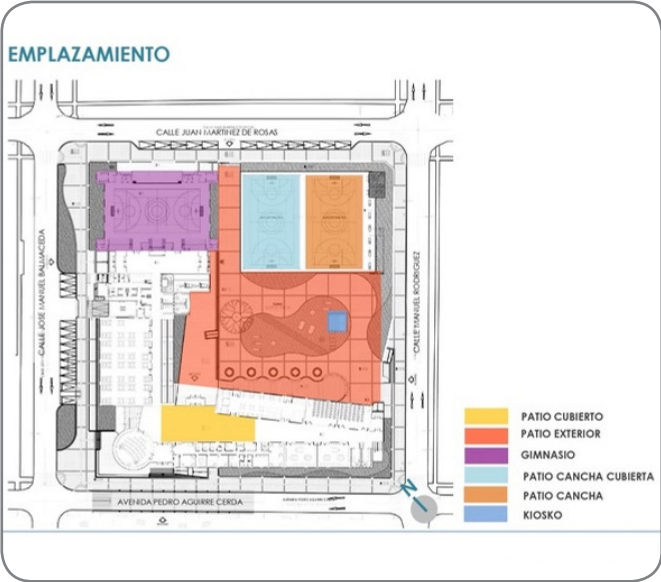 EMPLAZAMIENTO
CALLE JUAN MARTINEZ DE ROSAS
CALLE JOSE MANUEL BALMACEDA
CALLE MANUEL RODRIGUEZ
AVENIDA PEDRO AGUIRRE CERDA
N
PATIO CUBIERTO
PATIO EXTERIOR
GIMNASIO
PATIO CANCHA CUBIERTA
PATIO CANCHA
KIOSKO